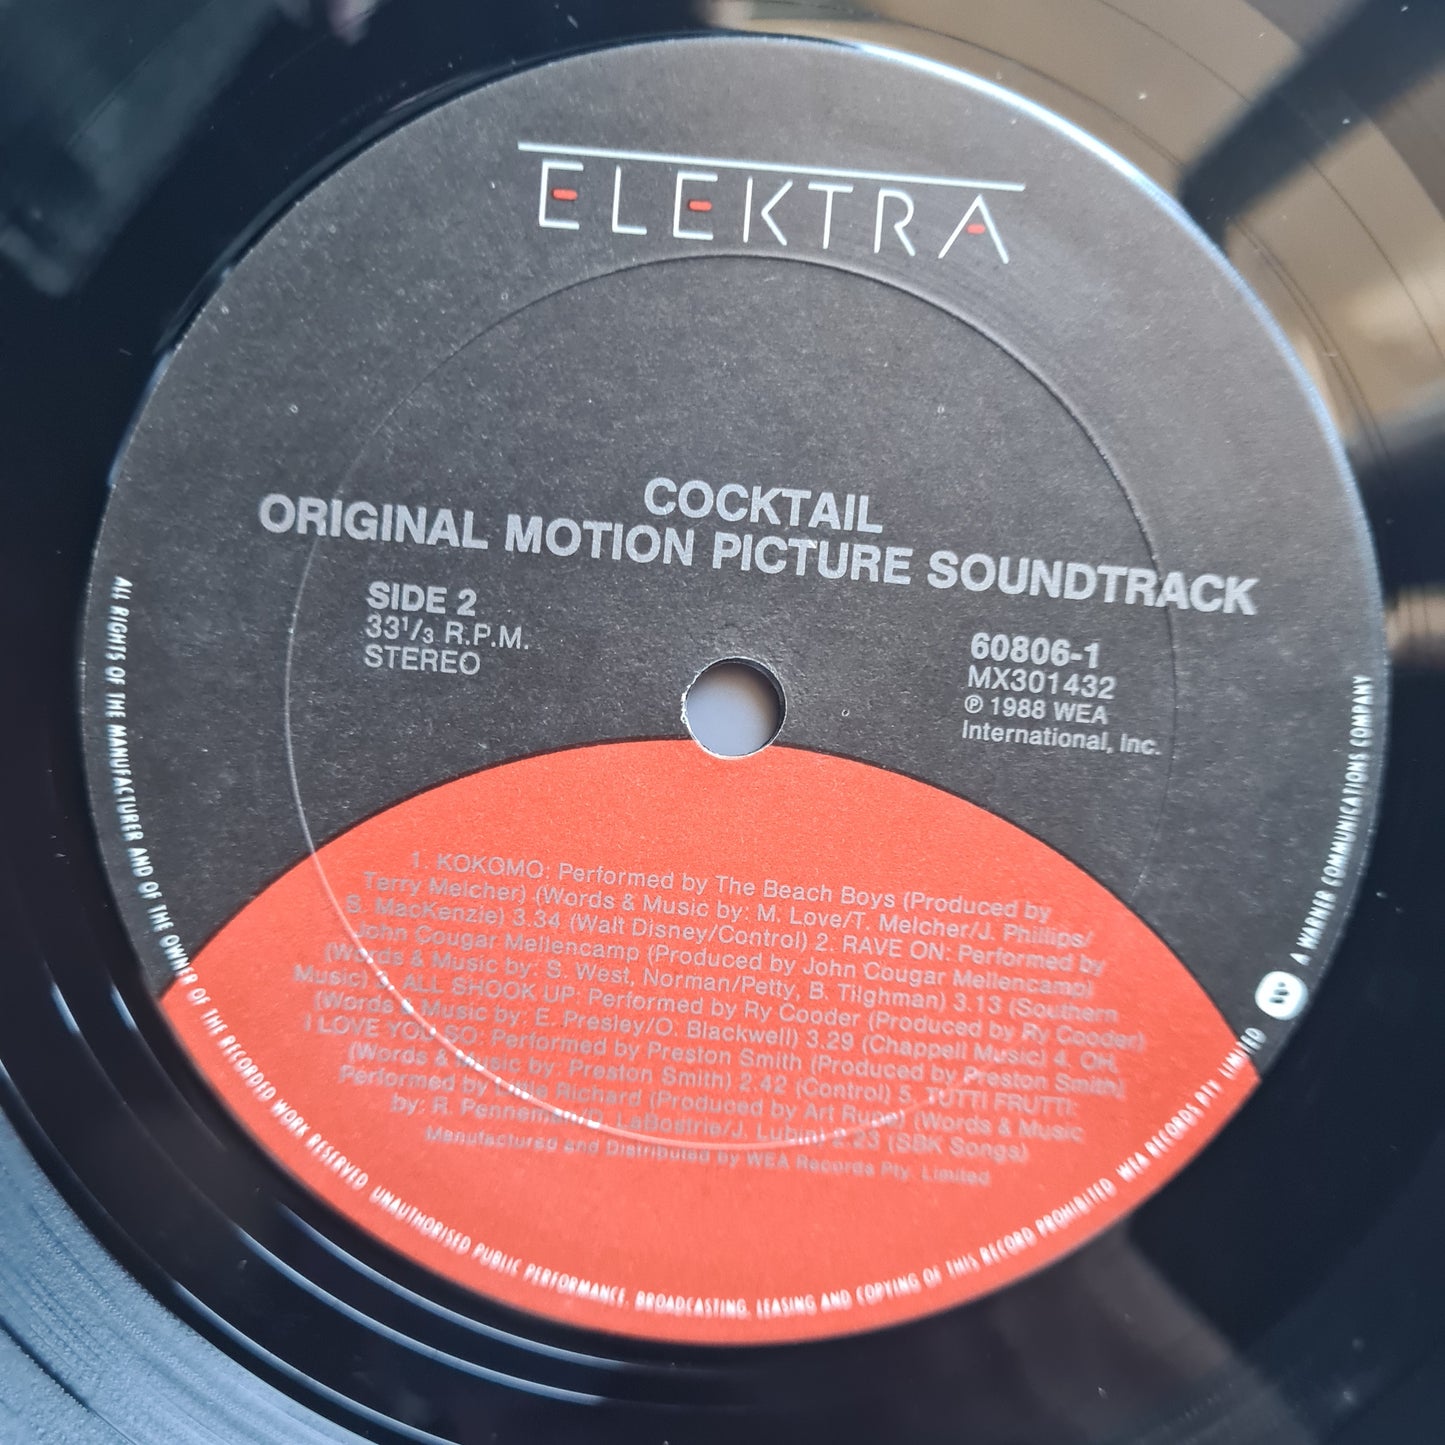 ELEKTRA
COCKTAIL
ORIGINAL MOTION PICTURE SOUNDTRACK
SIDE 2
33¹/₃ R.P.M.
STEREO
60806-1
MX301432
℗ 1988 WEA
International, Inc.
1. KOKOMO: Performed by The Beach Boys (Produced by
Terry Melcher) (Words & Music by: M. Love/T. Melcher/J. Phillips/
S. MacKenzie) 3.34 (Walt Disney/Control) 2. RAVE ON: Performed by
John Cougar Mellencamp (Produced by John Cougar Mellencamp)
(Words & Music by: S. West, Norman/Petty, B. Tilghman) 3.13 (Southern
Music) 3. ALL SHOOK UP: Performed by Ry Cooder (Produced by Ry Cooder)
(Words & Music by: E. Presley/O. Blackwell) 3.29 (Chappell Music) 4. OH,
I LOVE YOU SO: Performed by Preston Smith (Produced by Preston Smith)
(Words & Music by: Preston Smith) 2.42 (Control) 5. TUTTI FRUTTI:
Performed by Little Richard (Produced by Art Rupe) (Words & Music
by: R. Penneman/D. LaBostrie/J. Lubin) 2.23 (SBK Songs)
Manufactured and Distributed by WEA Records Pty. Limited
ALL RIGHTS OF THE MANUFACTURER AND OF THE OWNER OF THE RECORDED WORK RESERVED. UNAUTHORISED PUBLIC PERFORMANCE, BROADCASTING, LEASING AND COPYING OF THIS RECORD PROHIBITED. WEA RECORDS PTY. LIMITED A WARNER COMMUNICATIONS COMPANY